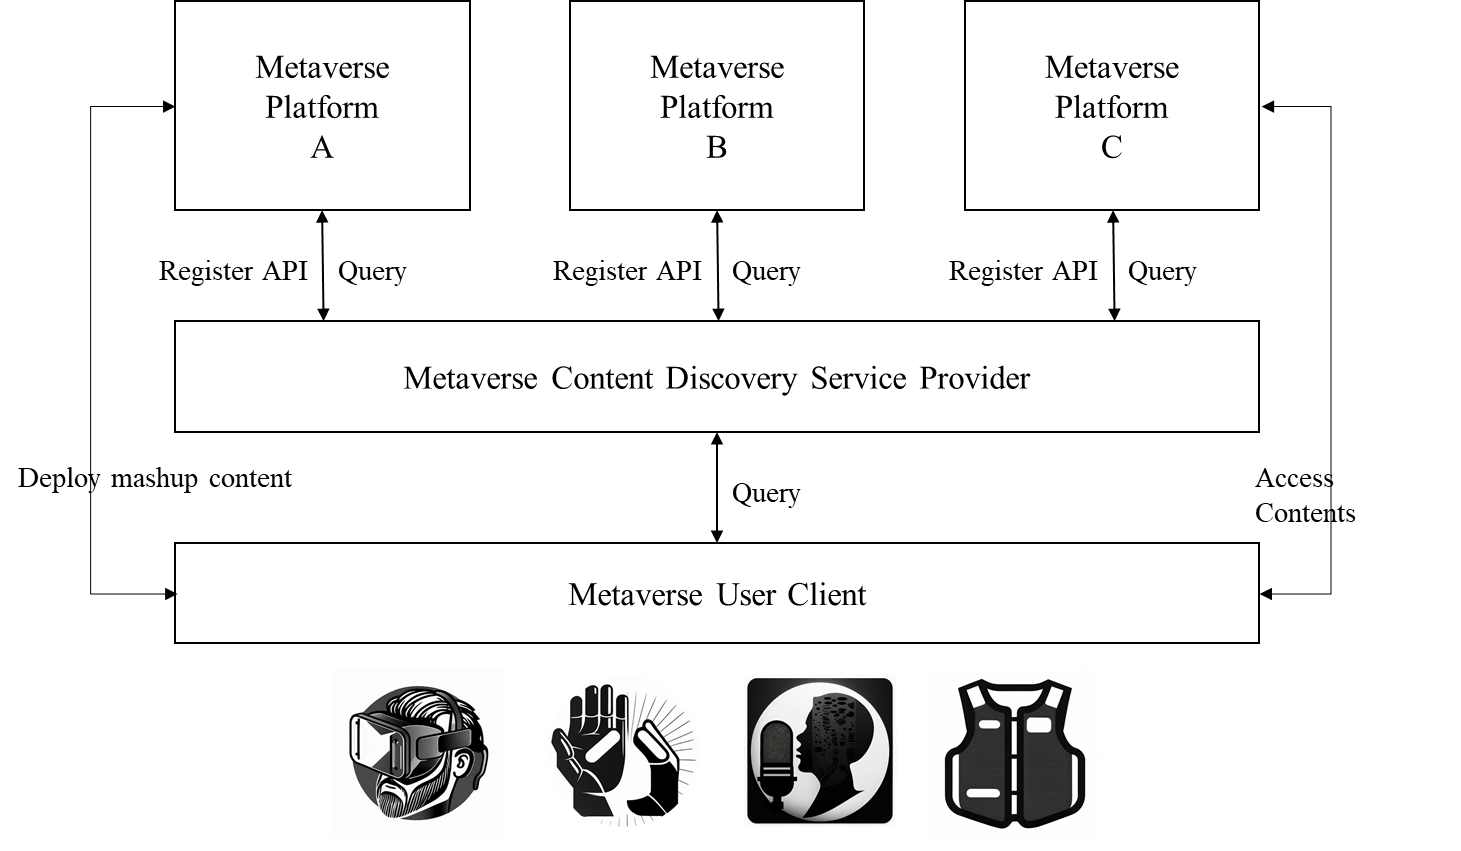 Metaverse
Platform
A
Metaverse
Platform
B
Metaverse
Platform
C
Register API
Query
Register API
Query
Register API
Query
Metaverse Content Discovery Service Provider
Deploy mashup content
Query
Access
Contents
Metaverse User Client